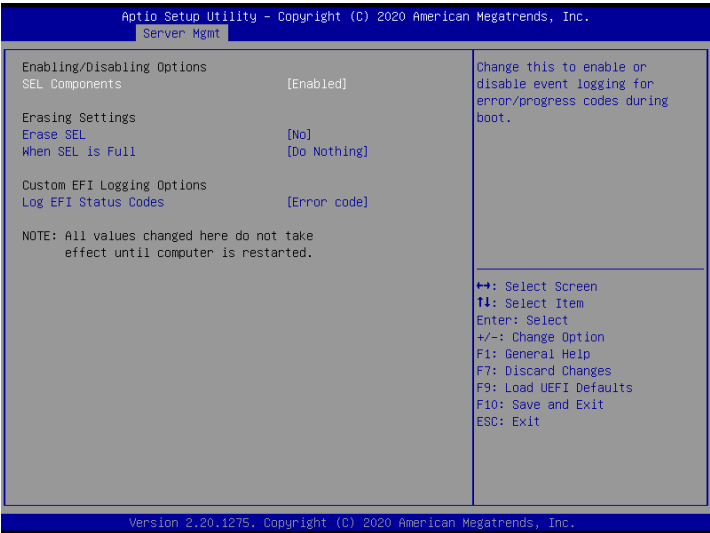 Aptio Setup Utility – Copyright (C) 2020 American Megatrends, Inc.
Server Mgmt
Enabling/Disabling Options
SEL Components [Enabled]
Erasing Settings
Erase SEL [No]
When SEL is Full [Do Nothing]
Custom EFI Logging Options
Log EFI Status Codes [Error code]
NOTE: All values changed here do not take
effect until computer is restarted.
Change this to enable or
disable event logging for
error/progress codes during
boot.
↔: Select Screen
↑↓: Select Item
Enter: Select
+/-: Change Option
F1: General Help
F7: Discard Changes
F9: Load UEFI Defaults
F10: Save and Exit
ESC: Exit
Version 2.20.1275. Copyright (C) 2020 American Megatrends, Inc.